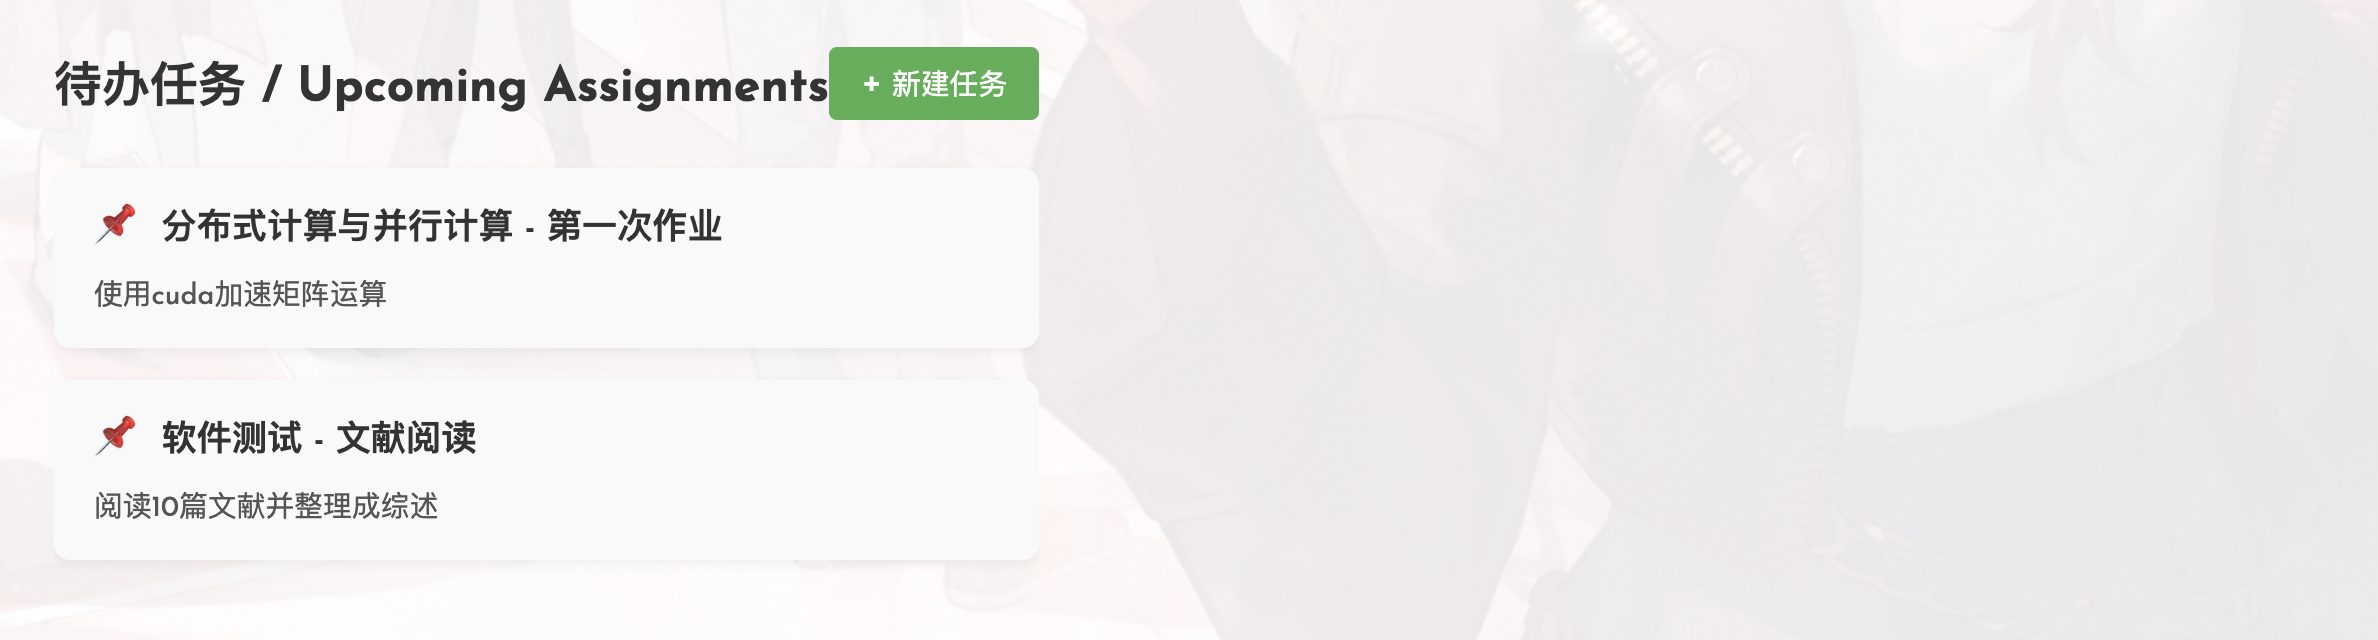 待办任务 / Upcoming Assignments
+ 新建任务
分布式计算与并行计算 - 第一次作业
使用cuda加速矩阵运算
软件测试 - 文献阅读
阅读10篇文献并整理成综述